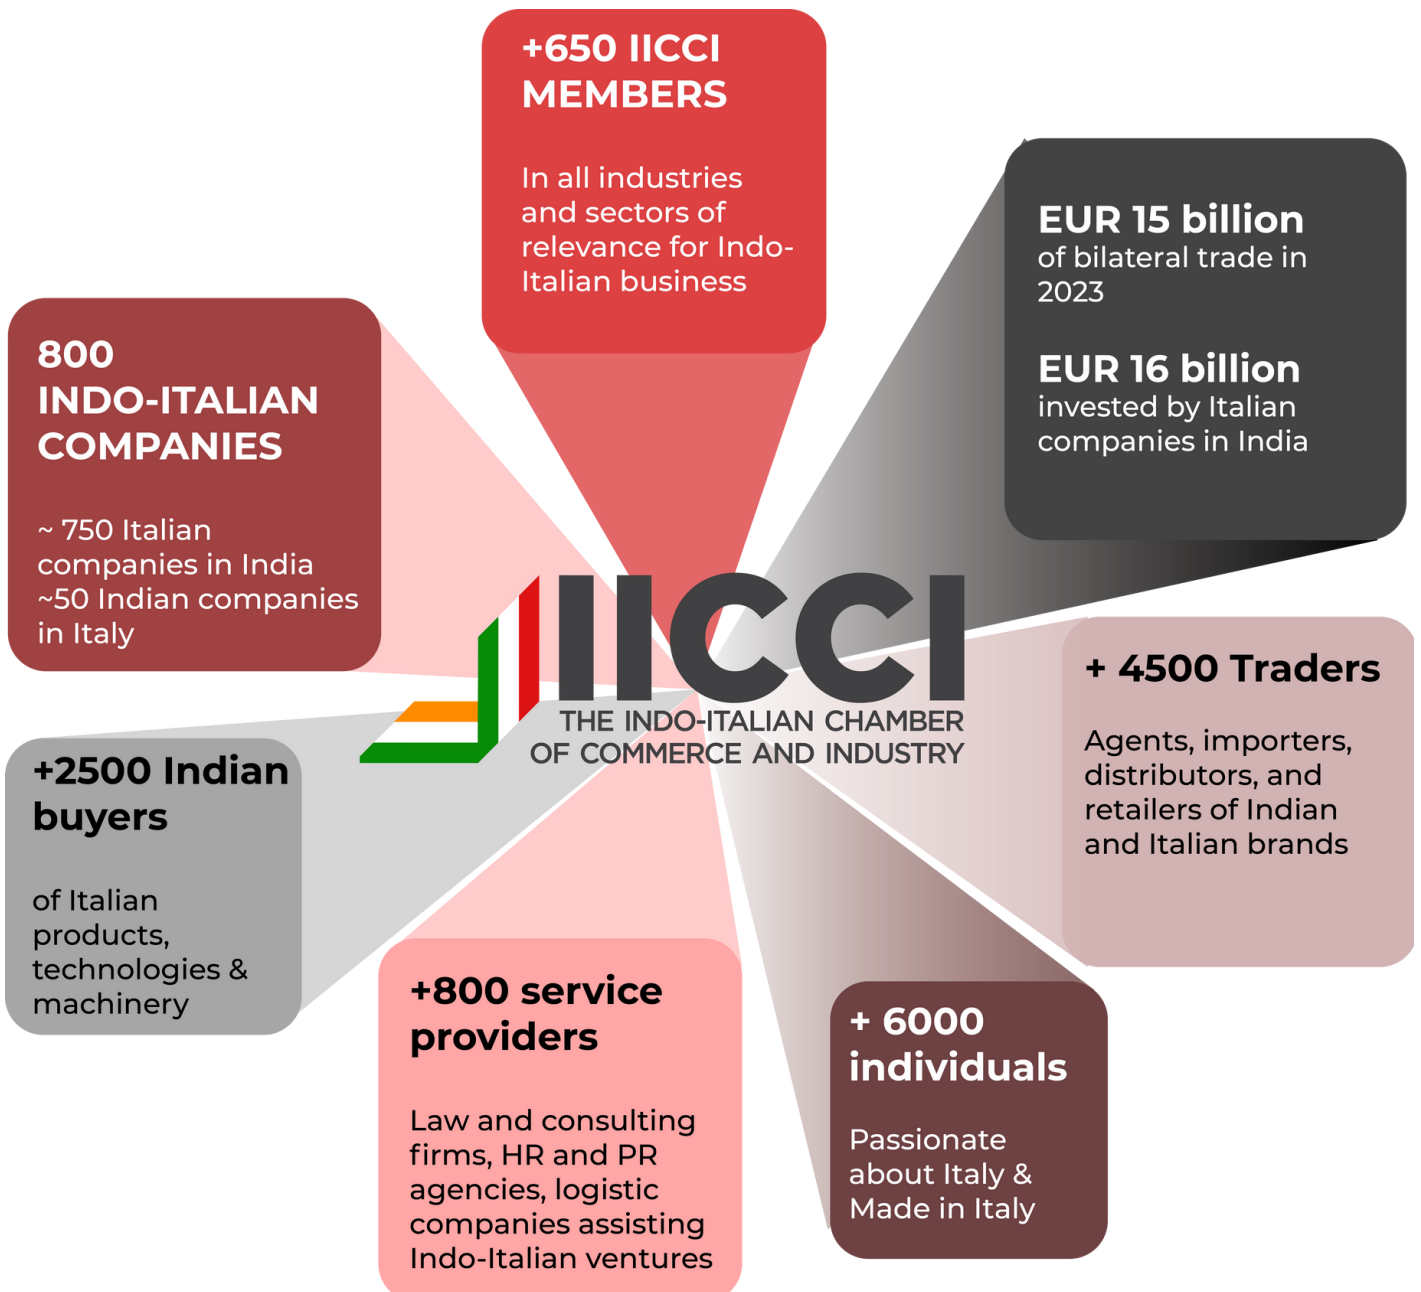 +650 IICCI
MEMBERS
In all industries
and sectors of
relevance for Indo-
Italian business
EUR 15 billion
of bilateral trade in
2023
EUR 16 billion
invested by Italian
companies in India
800
INDO-ITALIAN
COMPANIES
~ 750 Italian
companies in India
~50 Indian companies
in Italy
IICCI
THE INDO-ITALIAN CHAMBER
OF COMMERCE AND INDUSTRY
+ 4500 Traders
Agents, importers,
distributors, and
retailers of Indian
and Italian brands
+2500 Indian
buyers
of Italian
products,
technologies &
machinery
+800 service
providers
Law and consulting
firms, HR and PR
agencies, logistic
companies assisting
Indo-Italian ventures
+ 6000
individuals
Passionate
about Italy &
Made in Italy